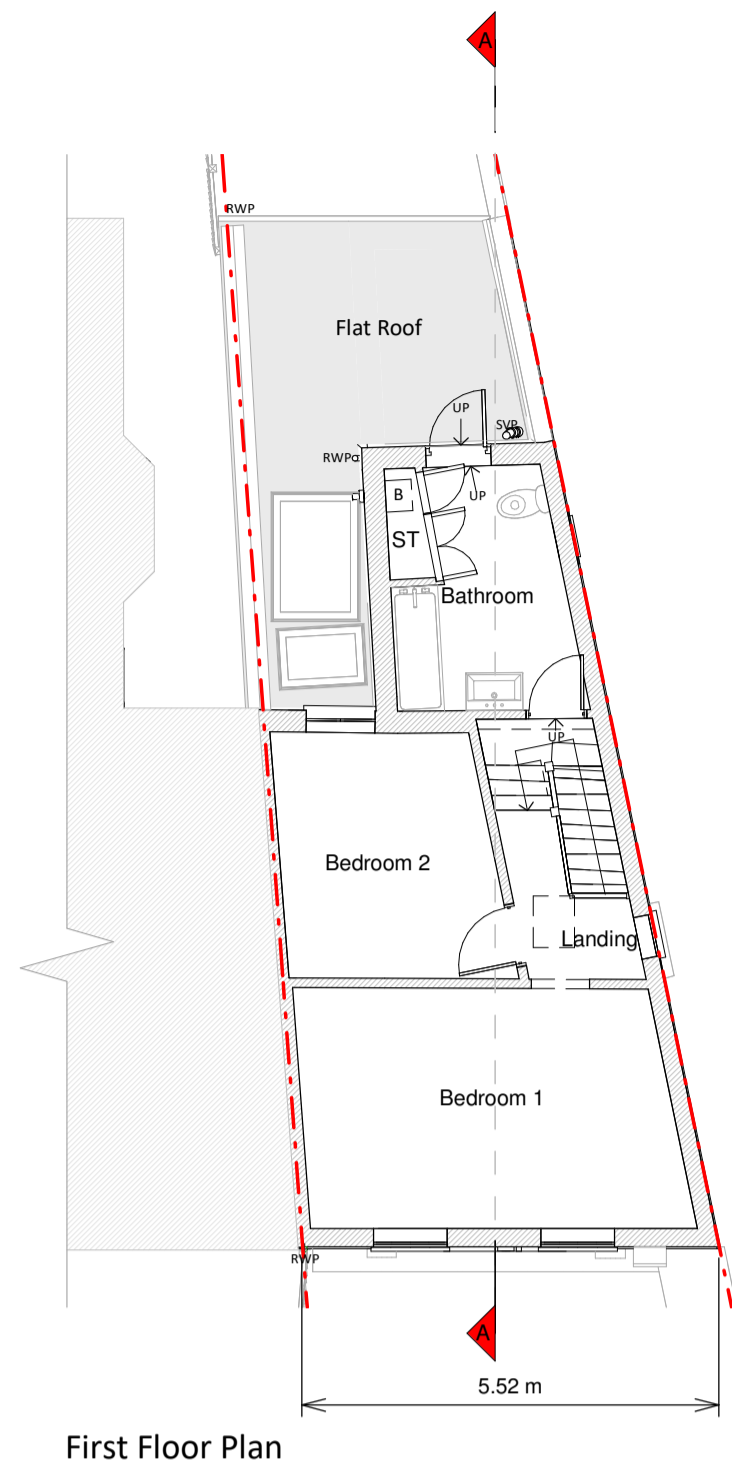 A
RWP
Flat Roof
UP
SVP
RWP
B
UP
ST
Bathroom
UP
Bedroom 2
Landing
Bedroom 1
RWP
A
5.52 m
First Floor Plan